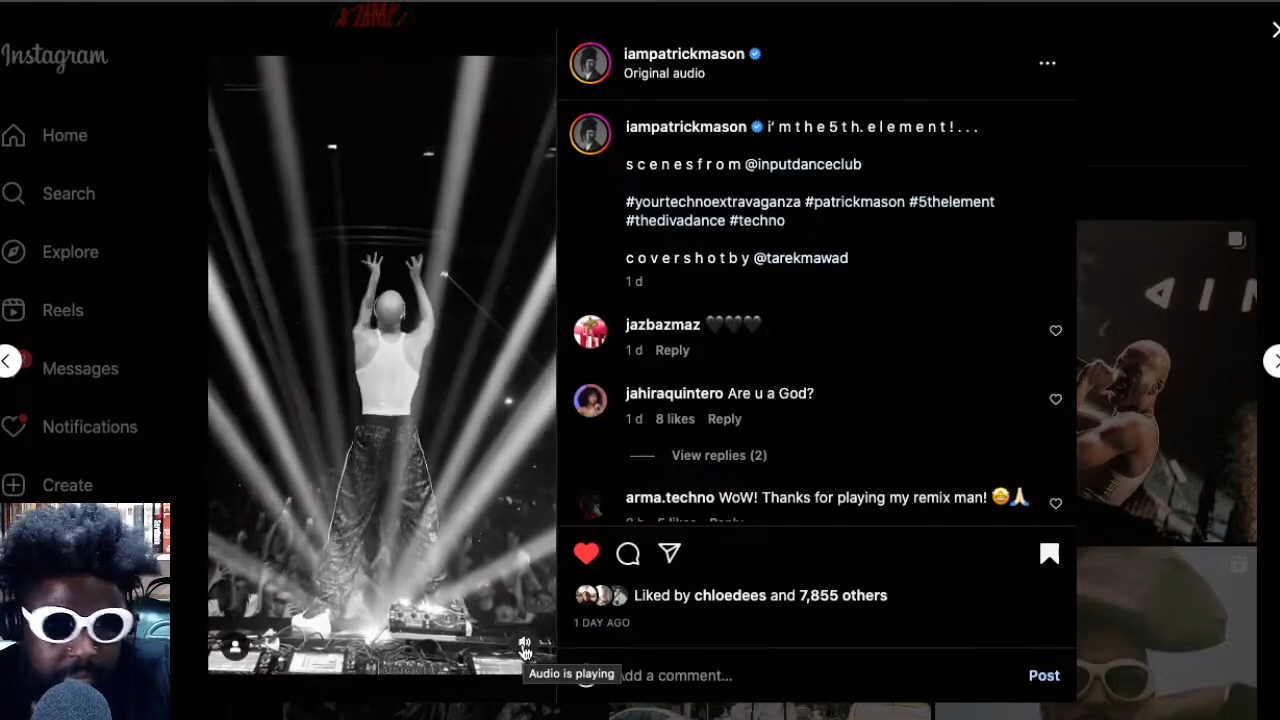 Instagram
Home
Search
Explore
Reels
Messages
Notifications
Create
iampatrickmason
Original audio
iampatrickmason i' m t h e 5 t h. e l e m e n t ! . . .
s c e n e s f r o m @inputdanceclub
#yourtechnoextravaganza #patrickmason #5thelement
#thedivadance #techno
c o v e r s h o t b y @tarekmawad
1 d
jazbazmaz 🖤🖤🖤
1 d Reply
jahiraquintero Are u a God?
1 d 8 likes Reply
View replies (2)
arma.techno WoW! Thanks for playing my remix man! 🤩🙏
Liked by chloedees and 7,855 others
1 DAY AGO
Audio is playing
Add a comment...
Post